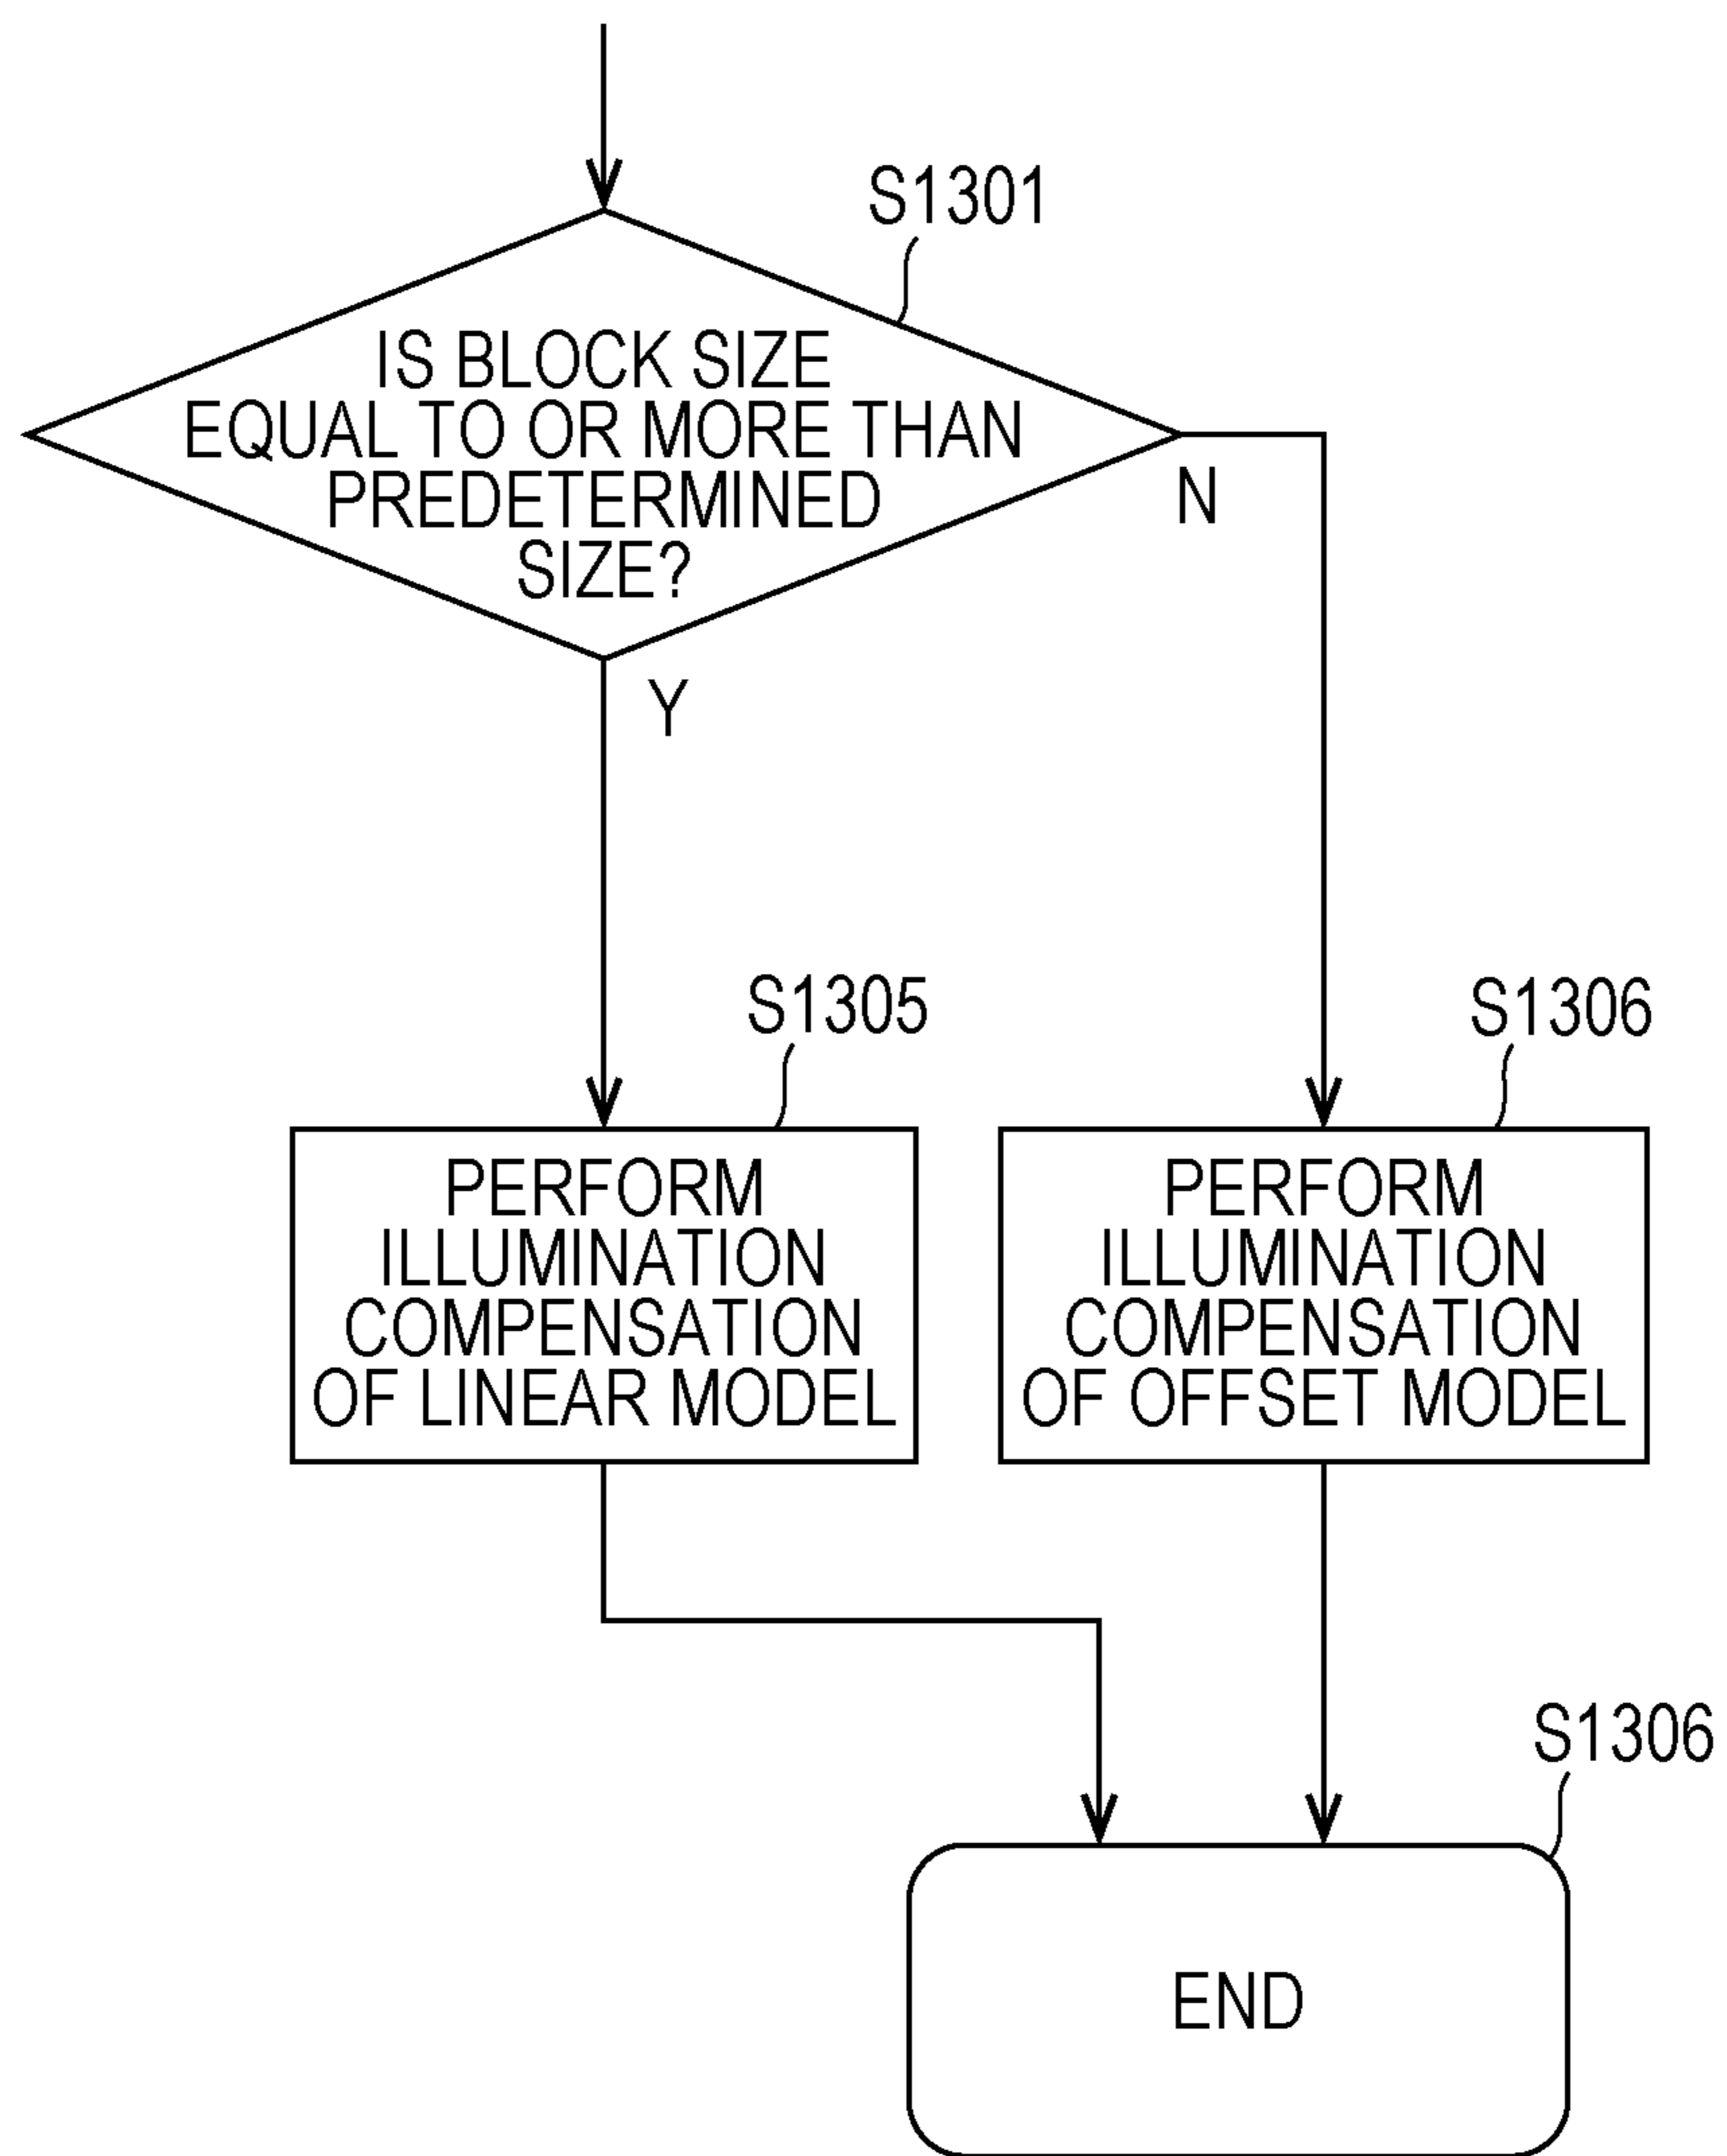 S1301
IS BLOCK SIZE
EQUAL TO OR MORE THAN
PREDETERMINED
SIZE?
N
Y
S1305
PERFORM
ILLUMINATION
COMPENSATION
OF LINEAR MODEL
S1306
PERFORM
ILLUMINATION
COMPENSATION
OF OFFSET MODEL
S1306
END